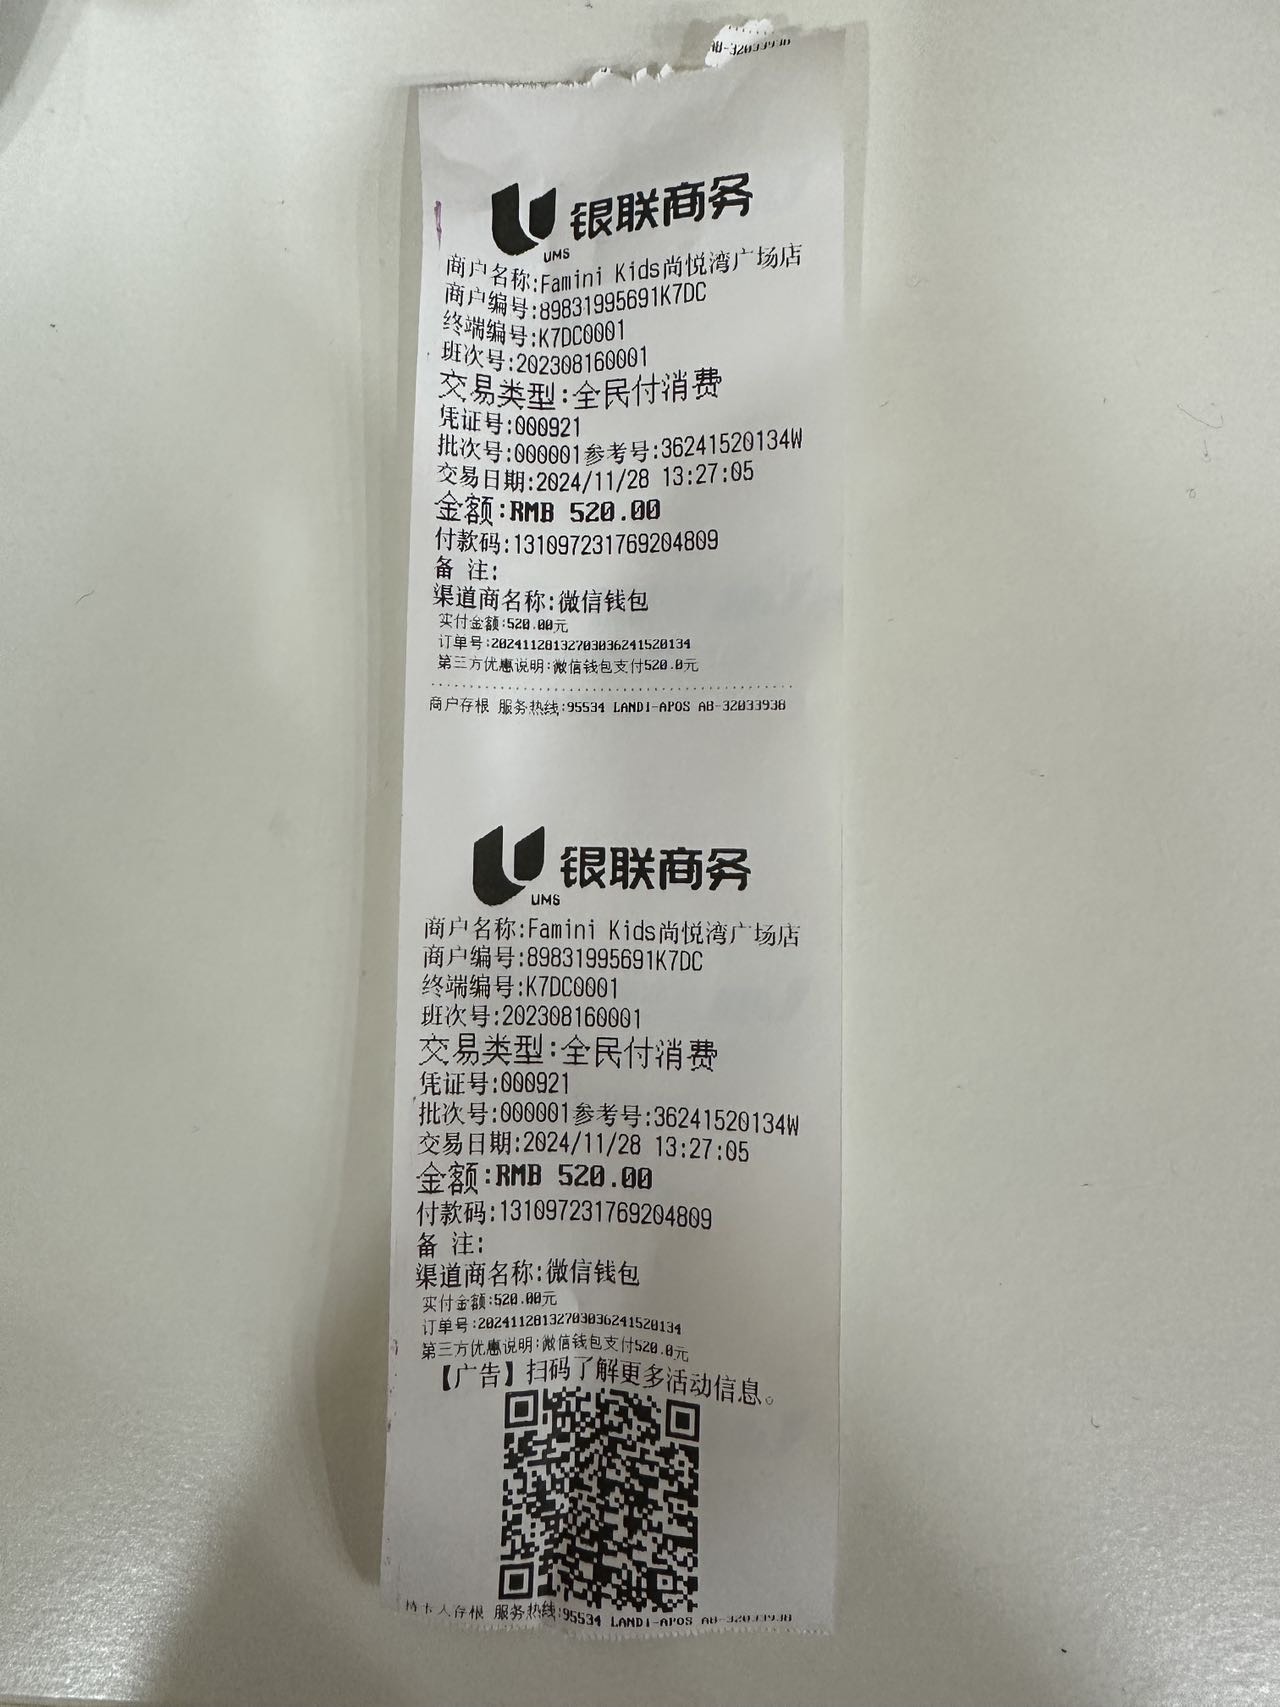 AB-32033938
银联商务
UMS
商户名称:Famini Kids尚悦湾广场店
商户编号:89831995691K7DC
终端编号:K7DC0001
班次号:202308160001
交易类型:全民付消费
凭证号:000921
批次号:000001参考号:36241520134W
交易日期:2024/11/28 13:27:05
金额:RMB 520.00
付款码:131097231769204809
备 注:
渠道商名称:微信钱包
实付金额:520.00元
订单号:20241128132703036241520134
第三方优惠说明:微信钱包支付520.0元
商户存根 服务热线:95534 LANDI-APOS AB-32033938
银联商务
UMS
商户名称:Famini Kids尚悦湾广场店
商户编号:89831995691K7DC
终端编号:K7DC0001
班次号:202308160001
交易类型:全民付消费
凭证号:000921
批次号:000001参考号:36241520134W
交易日期:2024/11/28 13:27:05
金额:RMB 520.00
付款码:131097231769204809
备 注:
渠道商名称:微信钱包
实付金额:520.00元
订单号:20241128132703036241520134
第三方优惠说明:微信钱包支付520.0元
【广告】扫码了解更多活动信息。
持卡人存根 服务热线:95534 LANDI-APOS AB-32033938